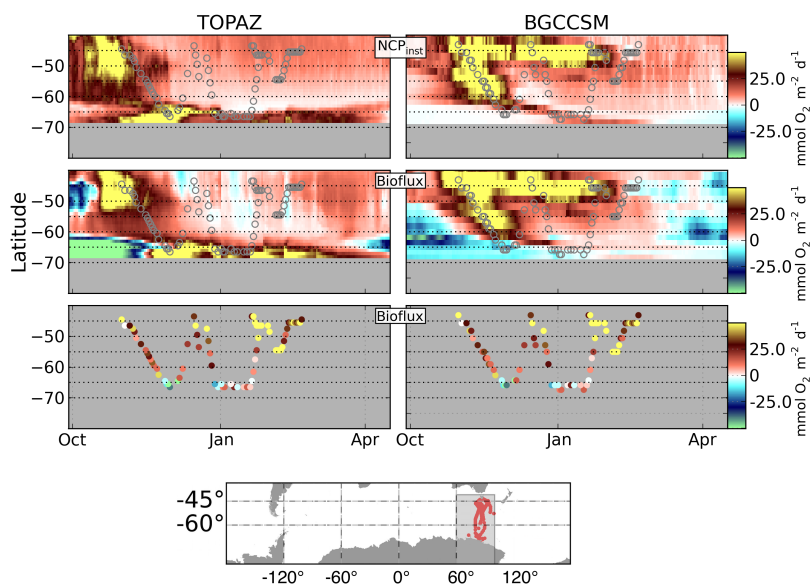 TOPAZ BGCCSM
NCPinst
−50
−60
−70
25.0
0
-25.0
mmol O2 m-2 d-1
Bioflux Bioflux
−50
−60
−70
25.0
0
-25.0
mmol O2 m-2 d-1
Latitude
Bioflux Bioflux
−50
−60
−70
25.0
0
-25.0
mmol O2 m-2 d-1
Oct Jan Apr Oct Jan Apr
-45°
-60°
-120° -60° 0° 60° 120°